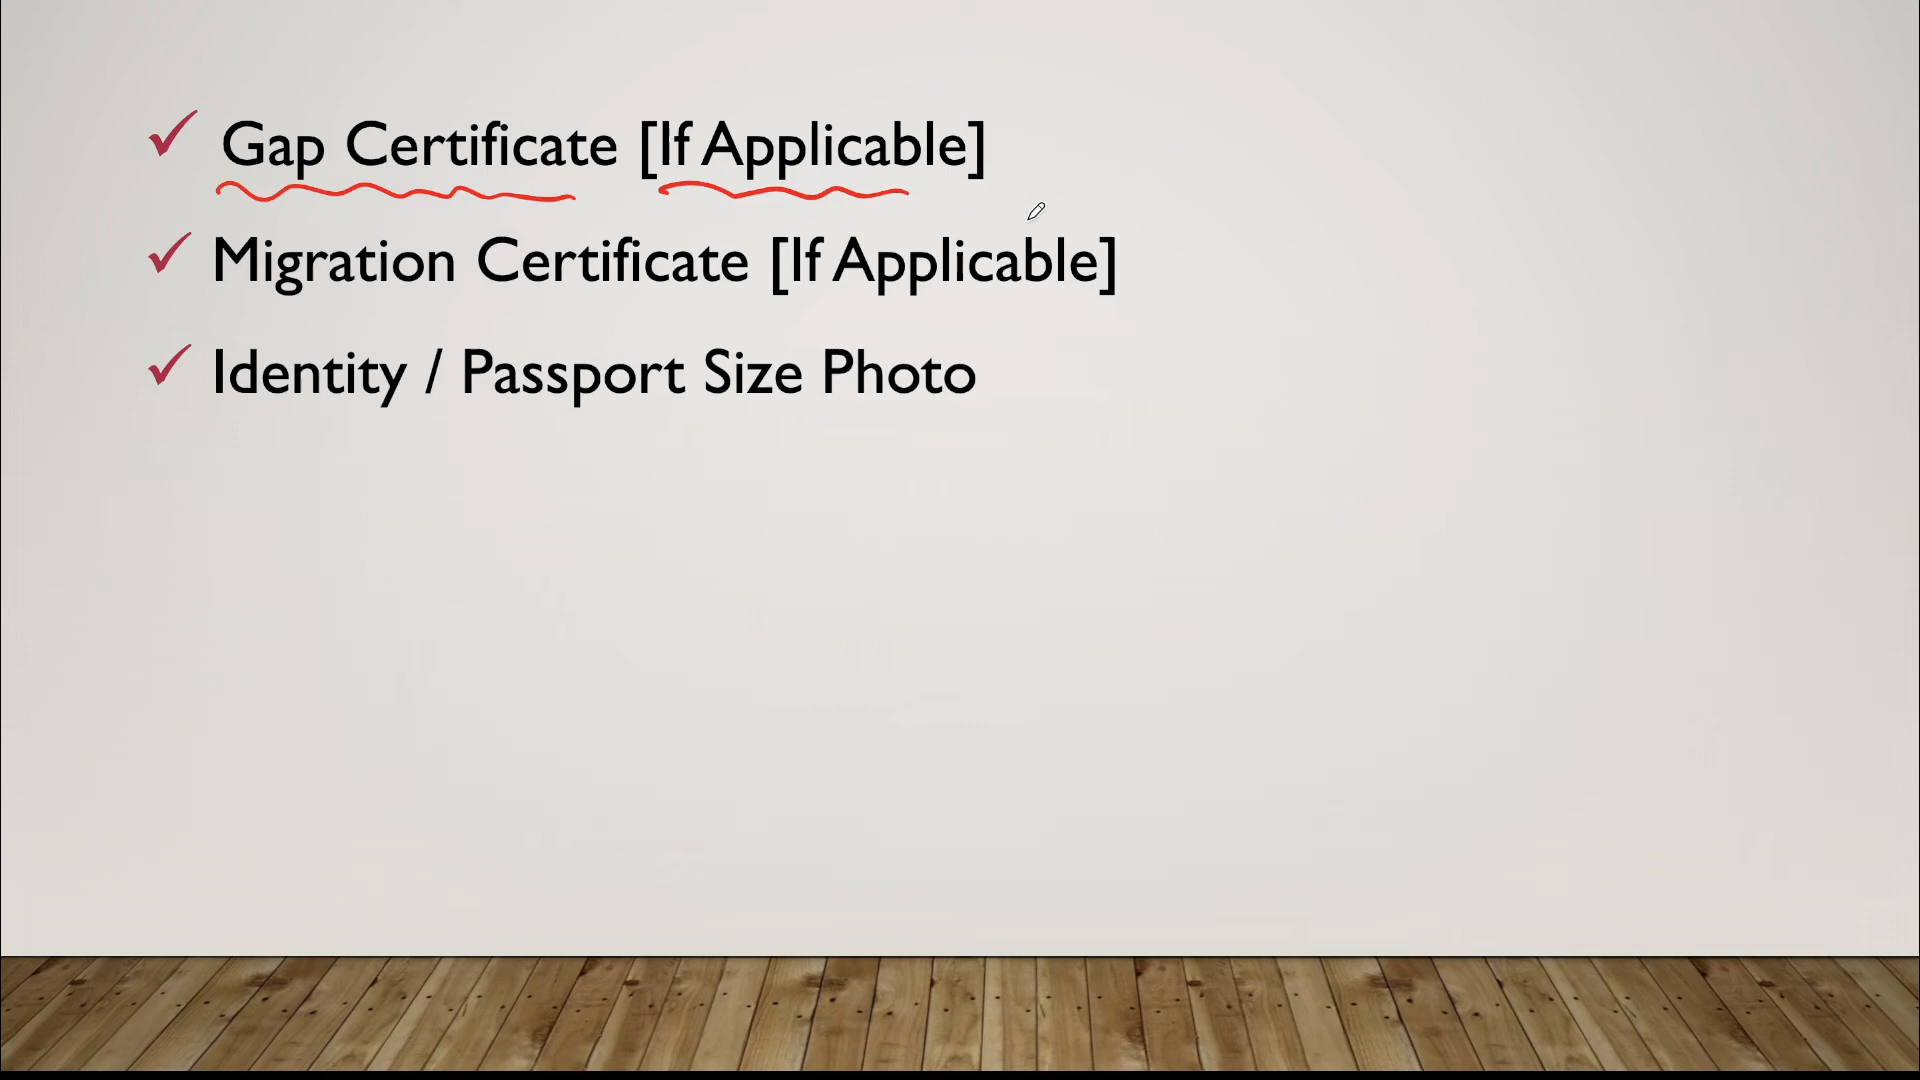 Gap Certificate [If Applicable]
Migration Certificate [If Applicable]
Identity / Passport Size Photo